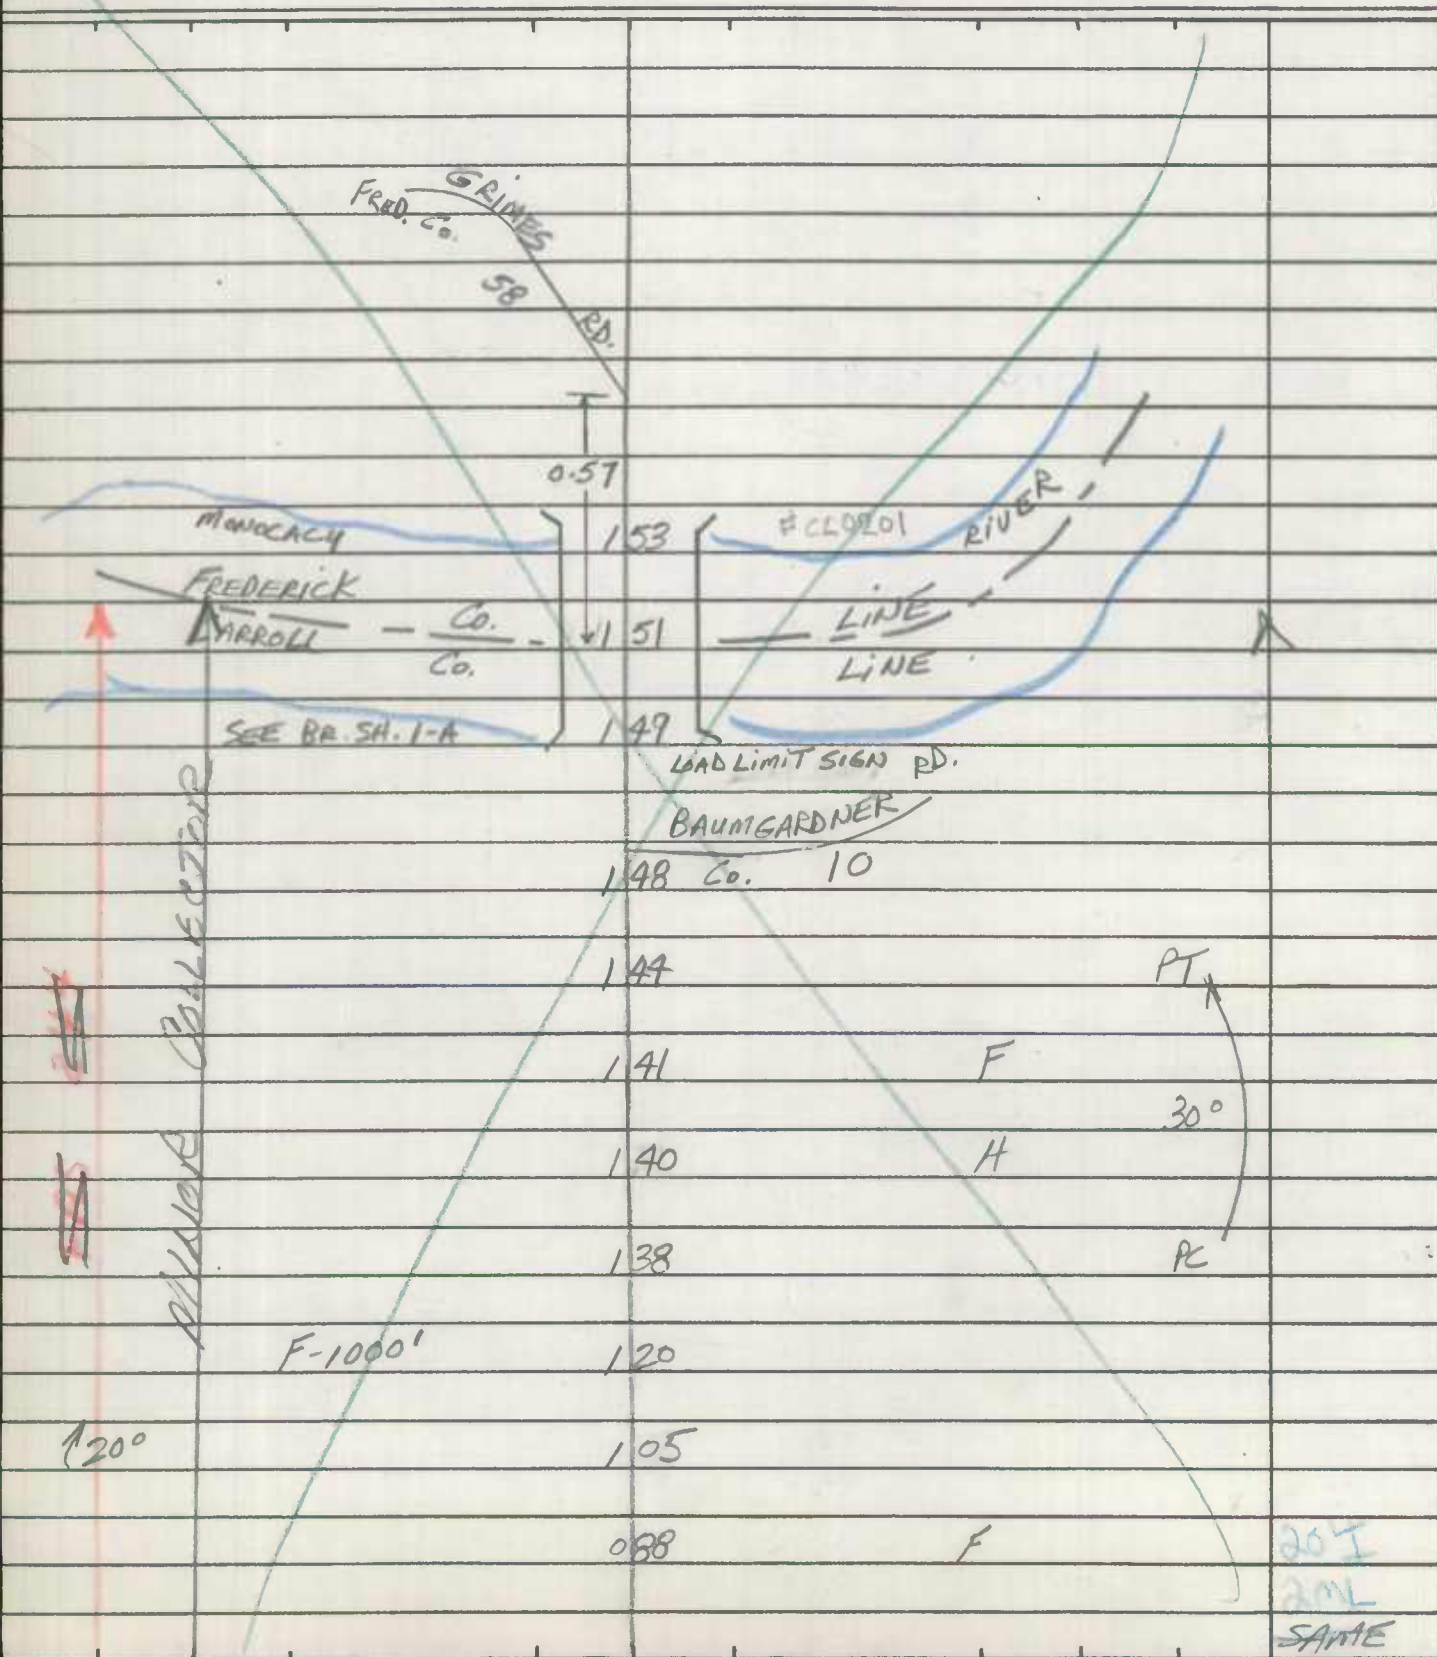 GRIMES
FRED. Co.
58
RD.
0.57
MONOCACY
1.53
#CL0201
RIVER
FREDERICK Co. LINE
CARROLL Co. LINE
1.51
SEE BR. SH. 1-A
1.49
LOAD LIMIT SIGN RD.
BAUMGARDNER
1.48 Co. 10
MINOR COLLECTOR
1.44
PT
1.41 F
30°
1.40 H
1.38
PC
F-1000' 1.20
20° 1.05
0.88 F
20 I
2ML
SAME